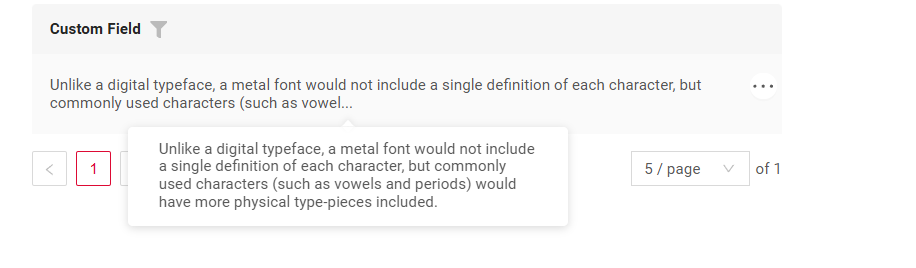 Custom Field
Unlike a digital typeface, a metal font would not include a single definition of each character, but
commonly used characters (such as vowel...
Unlike a digital typeface, a metal font would not include
a single definition of each character, but commonly
used characters (such as vowels and periods) would
have more physical type-pieces included.
1
5 / page
of 1